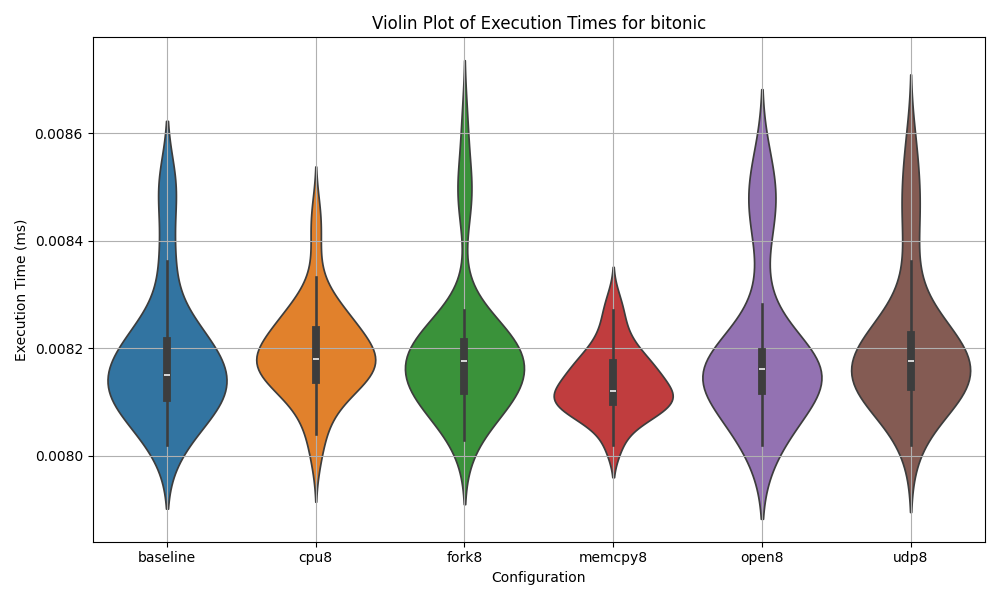 Violin Plot of Execution Times for bitonic
Execution Time (ms)
0.0086
0.0084
0.0082
0.0080
baseline cpu8 fork8 memcpy8 open8 udp8
Configuration